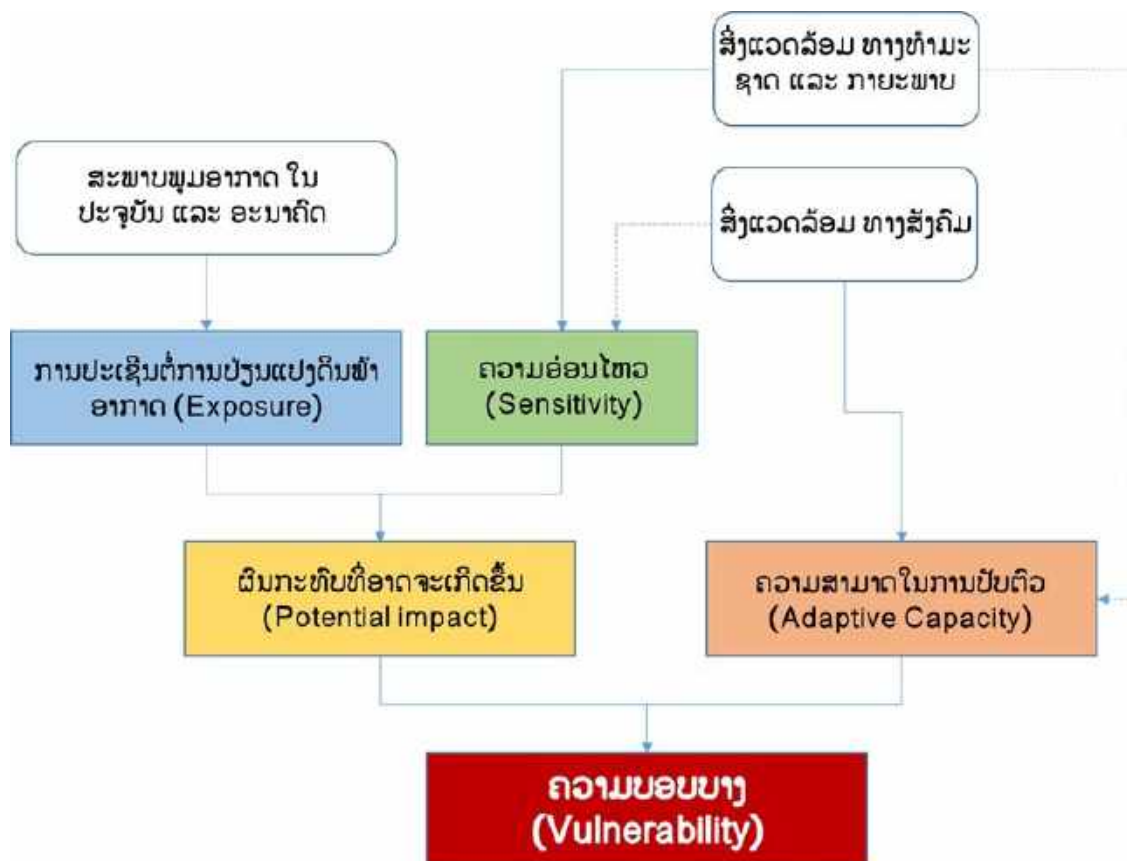 ສິ່ງແວດລ້ອມ ທາງທຳມະ
ຊາດ ແລະ ກາຍະພາບ
ສະພາບພູມອາກາດ ໃນ
ປະຈຸບັນ ແລະ ອະນາຄົດ
ສິ່ງແວດລ້ອມ ທາງສັງຄົມ
ການປະເຊີນຕໍ່ການປ່ຽນແປງດິນຟ້າ
ອາກາດ (Exposure)
ຄວາມອ່ອນໄຫວ
(Sensitivity)
ຜົນກະທົບທີ່ອາດຈະເກີດຂຶ້ນ
(Potential impact)
ຄວາມສາມາດໃນການປັບຕົວ
(Adaptive Capacity)
ຄວາມບອບບາງ
(Vulnerability)